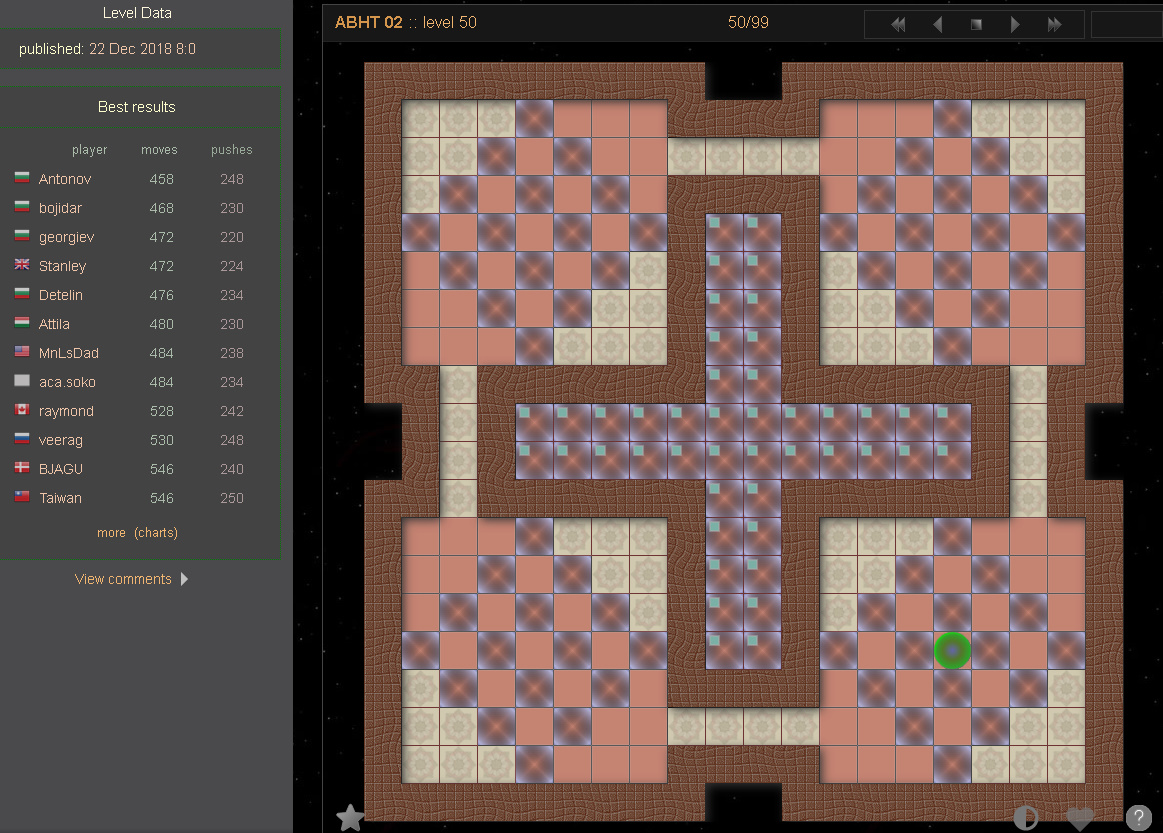 Level Data
published: 22 Dec 2018 8:0
Best results
player moves pushes
Antonov 458 248
bojidar 468 230
georgiev 472 220
Stanley 472 224
Detelin 476 234
Attila 480 230
MnLsDad 484 238
aca.soko 484 234
raymond 528 242
veerag 530 248
BJAGU 546 240
Taiwan 546 250
more (charts)
View comments
ABHT 02 :: level 50
50/99
?